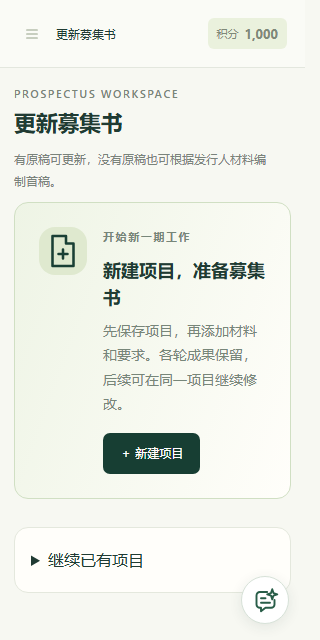 更新募集书
积分 1,000
PROSPECTUS WORKSPACE
更新募集书
有原稿可更新，没有原稿也可根据发行人材料编
制首稿。
开始新一期工作
新建项目，准备募集
书
先保存项目，再添加材料
和要求。各轮成果保留，
后续可在同一项目继续修
改。
+ 新建项目
▶ 继续已有项目